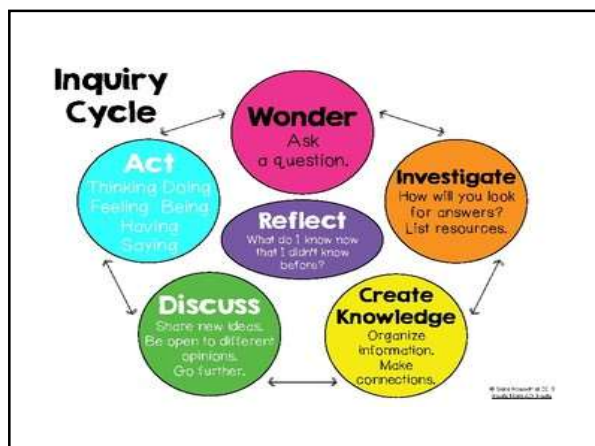 Inquiry
Cycle
Wonder
Ask
a question.
Investigate
How will you look
for answers?
List resources.
Create
Knowledge
Organize
information.
Make
connections.
Discuss
Share new ideas.
Be open to different
opinions.
Go further.
Act
Thinking Doing
Feeling Being
Having
Saying
Reflect
What do I know now
that I didn't know
before?